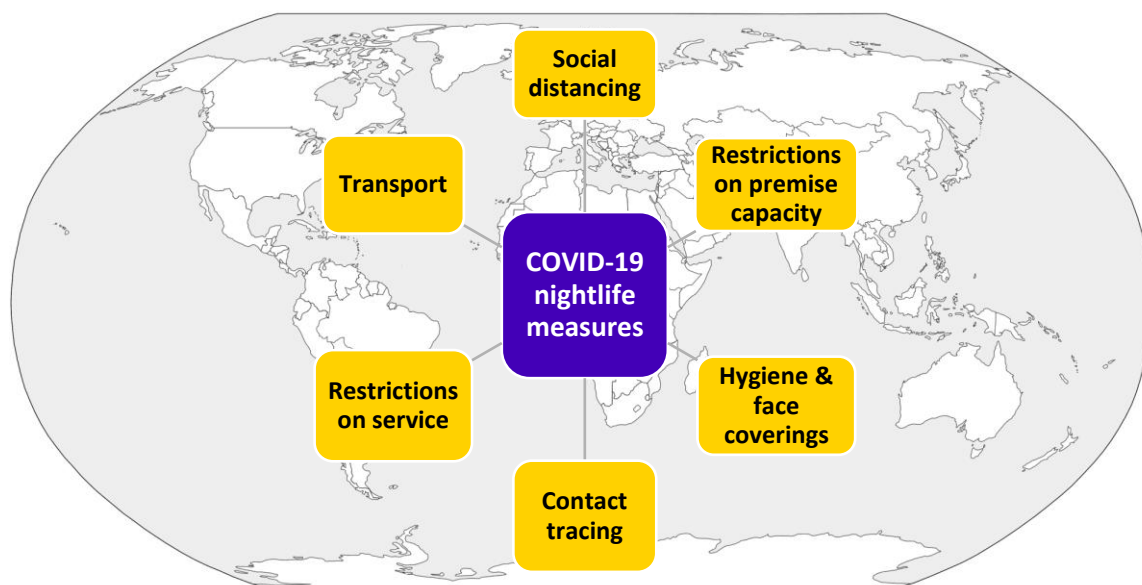 Social
distancing
Transport
Restrictions
on premise
capacity
COVID-19
nightlife
measures
Restrictions
on service
Hygiene &
face
coverings
Contact
tracing